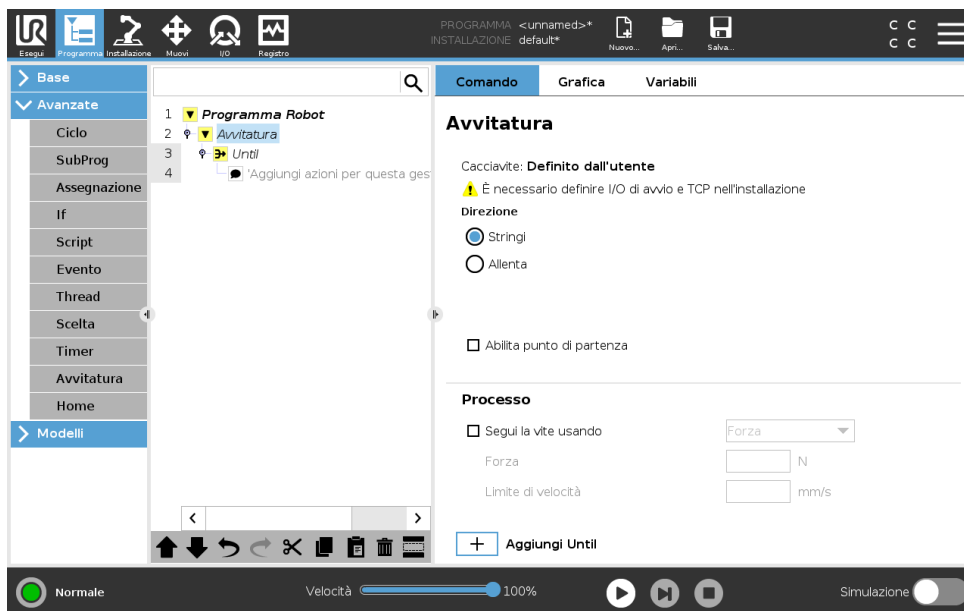 PROGRAMMA <unnamed>*
INSTALLAZIONE default*
Esegui
Programma
Installazione
Muovi
I/O
Registro
Nuovo...
Apri...
Salva...
C C
C C
Base
Avanzate
Ciclo
SubProg
Assegnazione
If
Script
Evento
Thread
Scelta
Timer
Avvitatura
Home
Modelli
1 Programma Robot
2 Avvitatura
3 Until
4 'Aggiungi azioni per questa ges
Comando
Grafica
Variabili
Avvitatura
Cacciavite: Definito dall'utente
È necessario definire I/O di avvio e TCP nell'installazione
Direzione
Stringi
Allenta
Abilita punto di partenza
Processo
Segui la vite usando
Forza
Forza
N
Limite di velocità
mm/s
Aggiungi Until
Normale
Velocità
100%
Simulazione